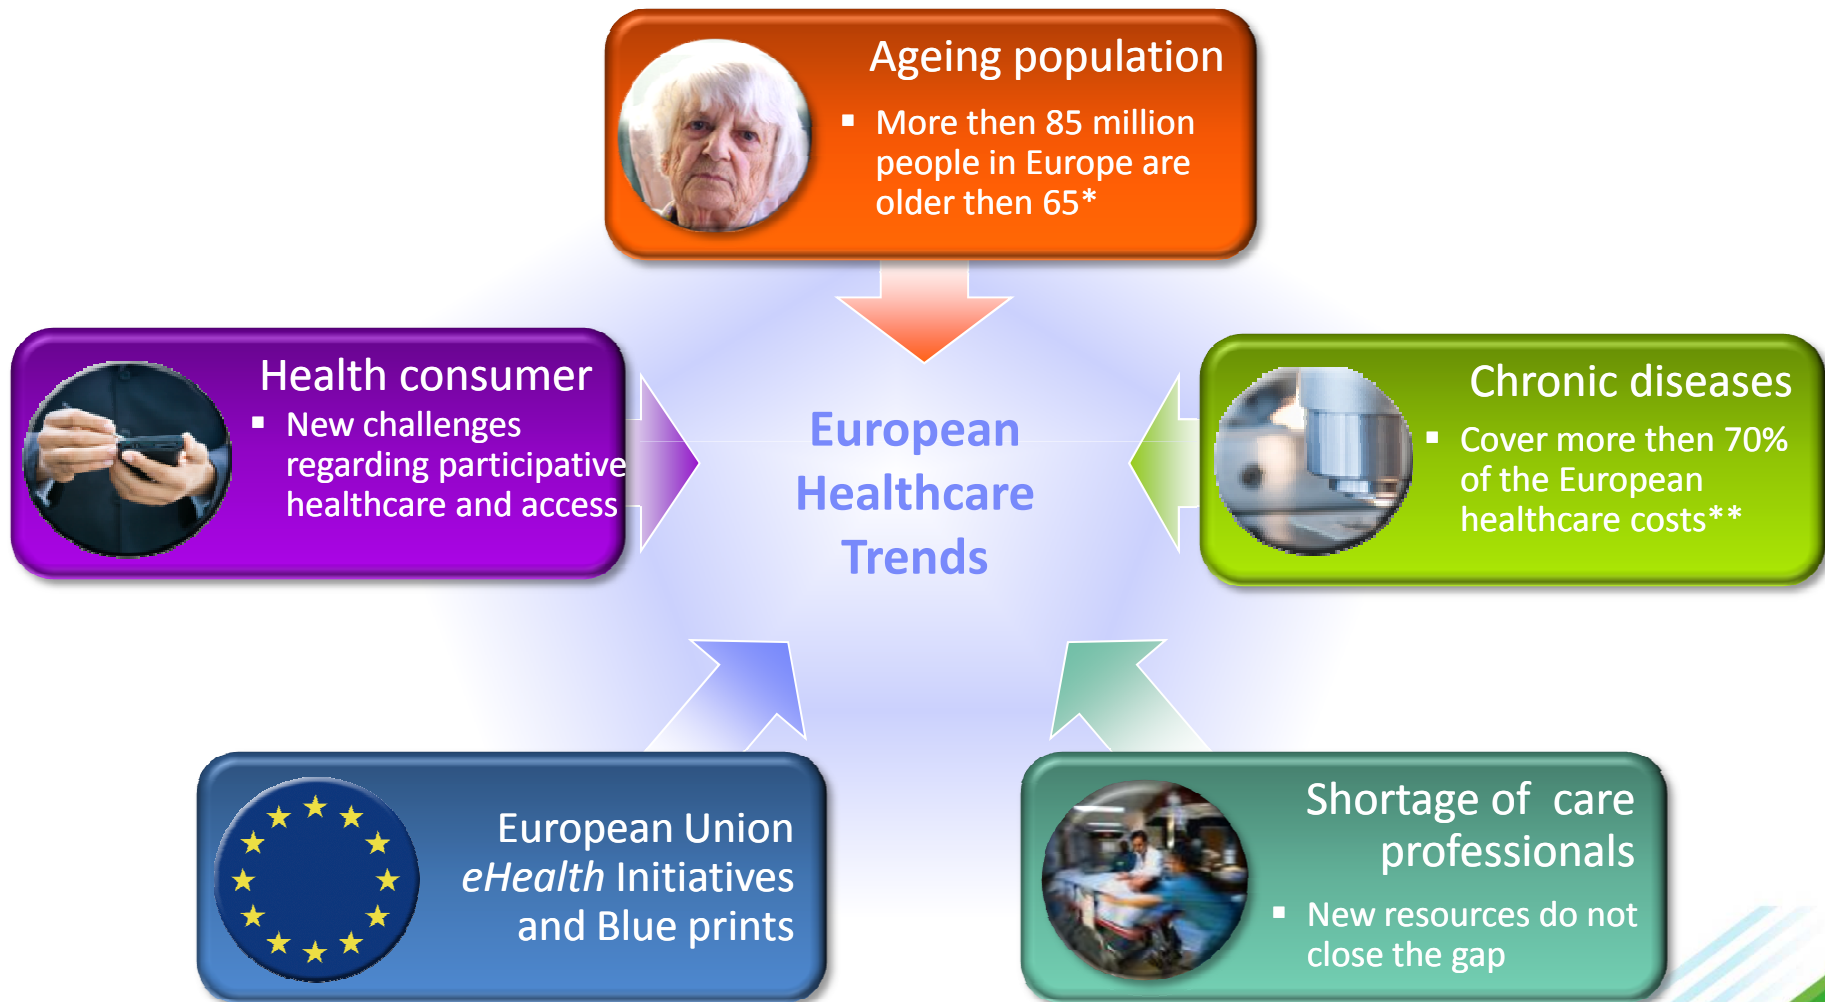 Ageing population
▪ More then 85 million
people in Europe are
older then 65*
Health consumer
▪ New challenges
regarding participative
healthcare and access
European
Healthcare
Trends
Chronic diseases
▪ Cover more then 70%
of the European
healthcare costs**
European Union
eHealth Initiatives
and Blue prints
Shortage of care
professionals
▪ New resources do not
close the gap